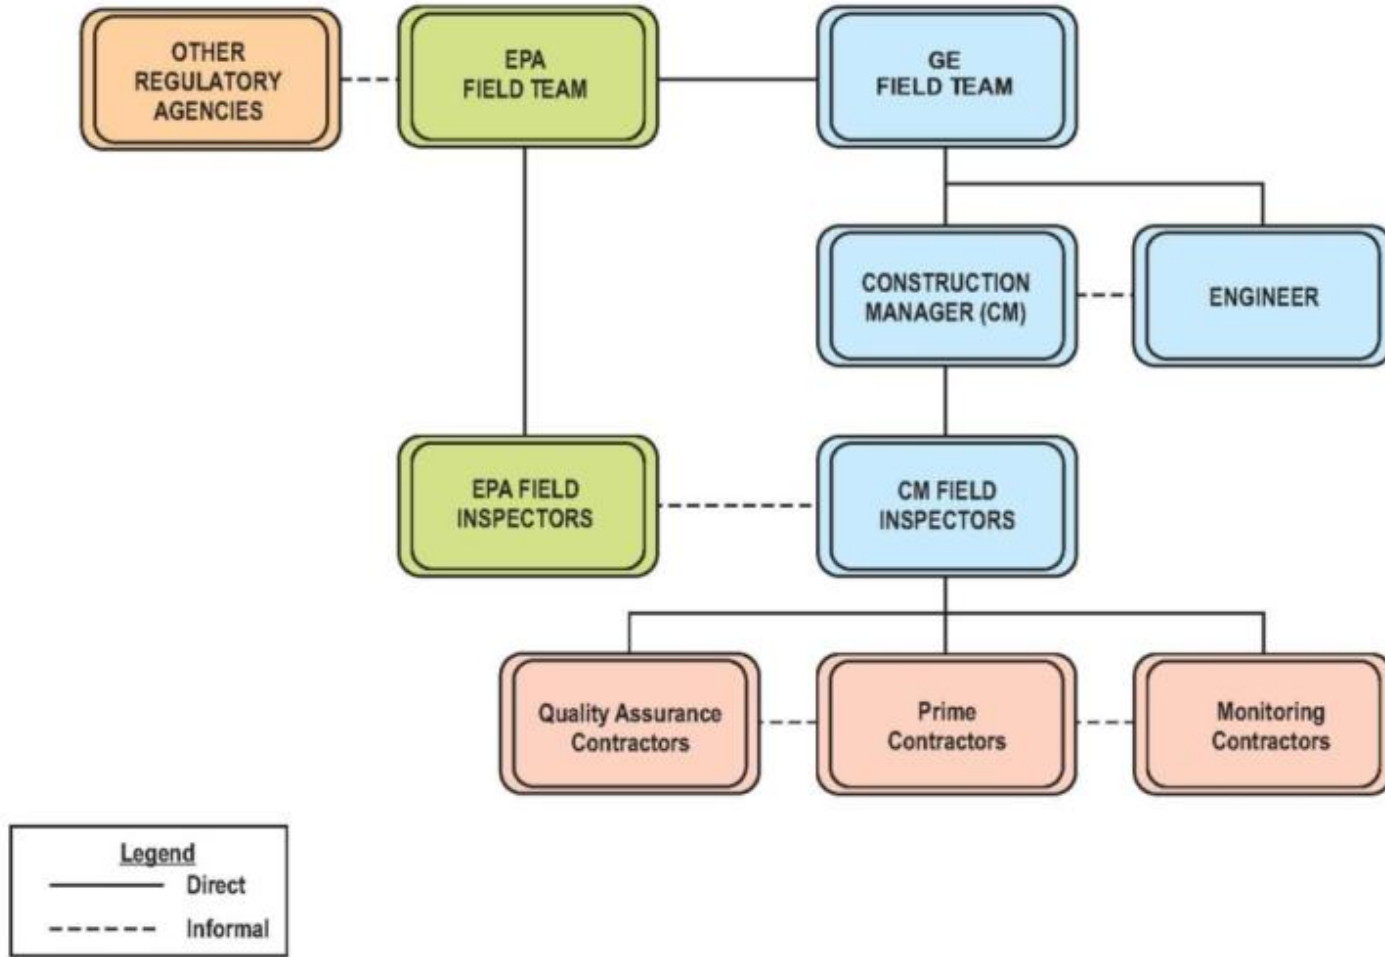 OTHER
REGULATORY
AGENCIES
EPA
FIELD TEAM
GE
FIELD TEAM
CONSTRUCTION
MANAGER (CM)
ENGINEER
EPA FIELD
INSPECTORS
CM FIELD
INSPECTORS
Quality Assurance
Contractors
Prime
Contractors
Monitoring
Contractors
Legend
Direct
Informal